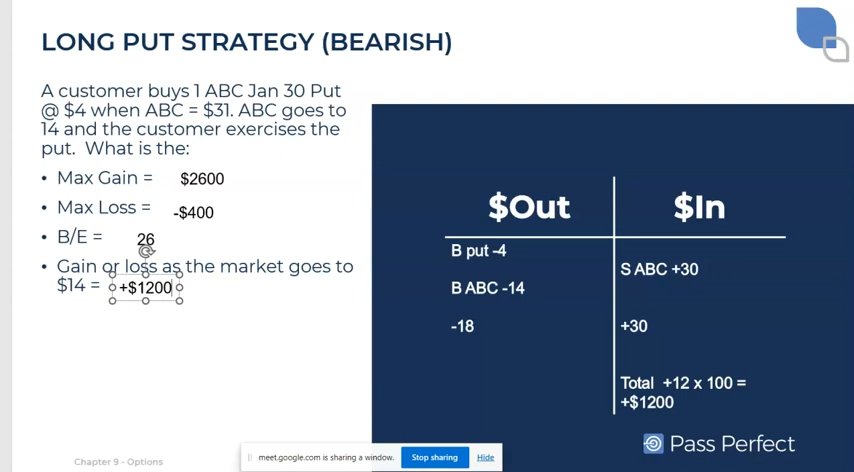 LONG PUT STRATEGY (BEARISH)
A customer buys 1 ABC Jan 30 Put
@ $4 when ABC = $31. ABC goes to
14 and the customer exercises the
put. What is the:
• Max Gain = $2600
• Max Loss = -$400
• B/E = 26
• Gain or loss as the market goes to
$14 = +$1200
$Out $In
B put -4
S ABC +30
B ABC -14
-18 +30
Total +12 x 100 =
+$1200
Pass Perfect
Chapter 9 - Options
meet.google.com is sharing a window. Stop sharing Hide